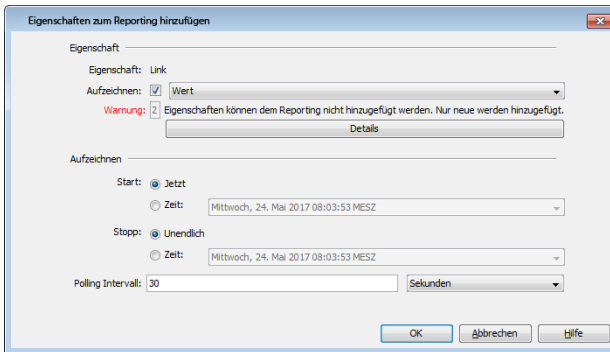 Eigenschaften zum Reporting hinzufügen
Eigenschaft
Eigenschaft: Link
Aufzeichnen: Wert
Warnung: 2 Eigenschaften können dem Reporting nicht hinzugefügt werden. Nur neue werden hinzugefügt.
Details
Aufzeichnen
Start: Jetzt
Zeit: Mittwoch, 24. Mai 2017 08:03:53 MESZ
Stopp: Unendlich
Zeit: Mittwoch, 24. Mai 2017 08:03:53 MESZ
Polling Intervall: 30 Sekunden
OK Abbrechen Hilfe